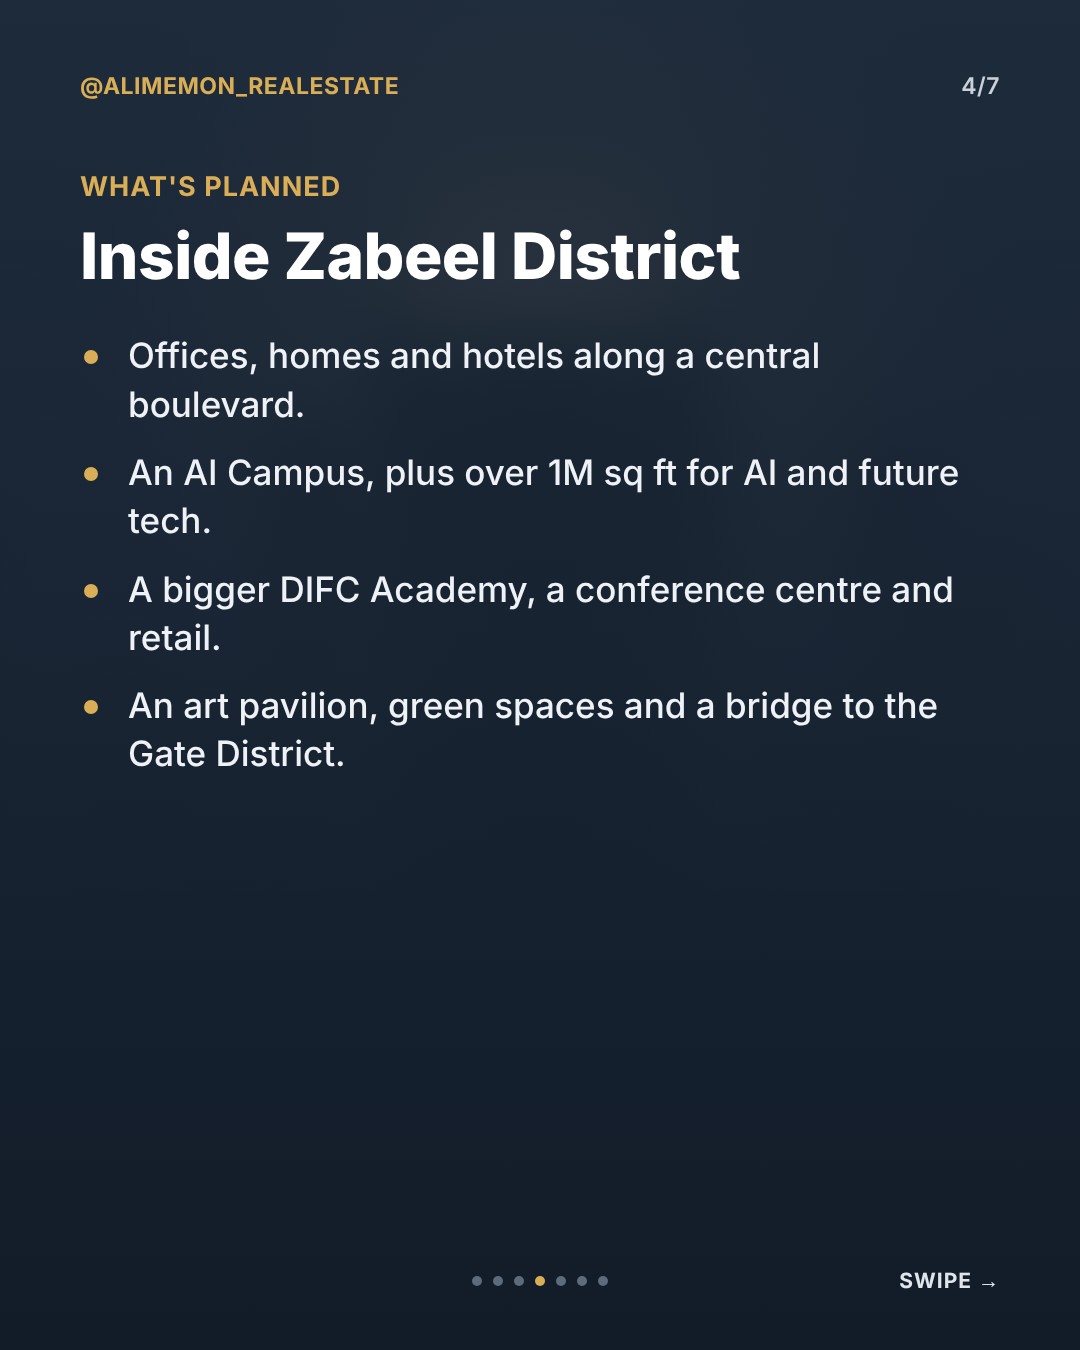 @ALIMEMON_REALESTATE
4/7
WHAT'S PLANNED
Inside Zabeel District
Offices, homes and hotels along a central
boulevard.
An AI Campus, plus over 1M sq ft for AI and future
tech.
A bigger DIFC Academy, a conference centre and
retail.
An art pavilion, green spaces and a bridge to the
Gate District.
SWIPE →